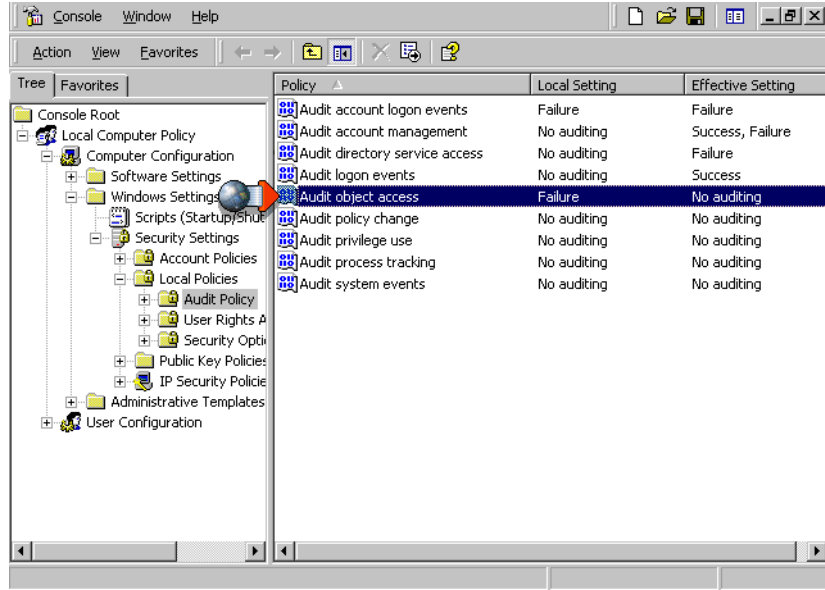 Console Window Help
Action View Favorites
Tree Favorites
Policy Local Setting Effective Setting
Console Root
Local Computer Policy
Computer Configuration
Software Settings
Windows Settings
Scripts (Startup/Shut
Security Settings
Account Policies
Local Policies
Audit Policy
User Rights A
Security Opti
Public Key Policies
IP Security Policie
Administrative Templates
User Configuration
Audit account logon events Failure Failure
Audit account management No auditing Success, Failure
Audit directory service access No auditing Failure
Audit logon events No auditing Success
Audit object access Failure No auditing
Audit policy change No auditing No auditing
Audit privilege use No auditing No auditing
Audit process tracking No auditing No auditing
Audit system events No auditing No auditing